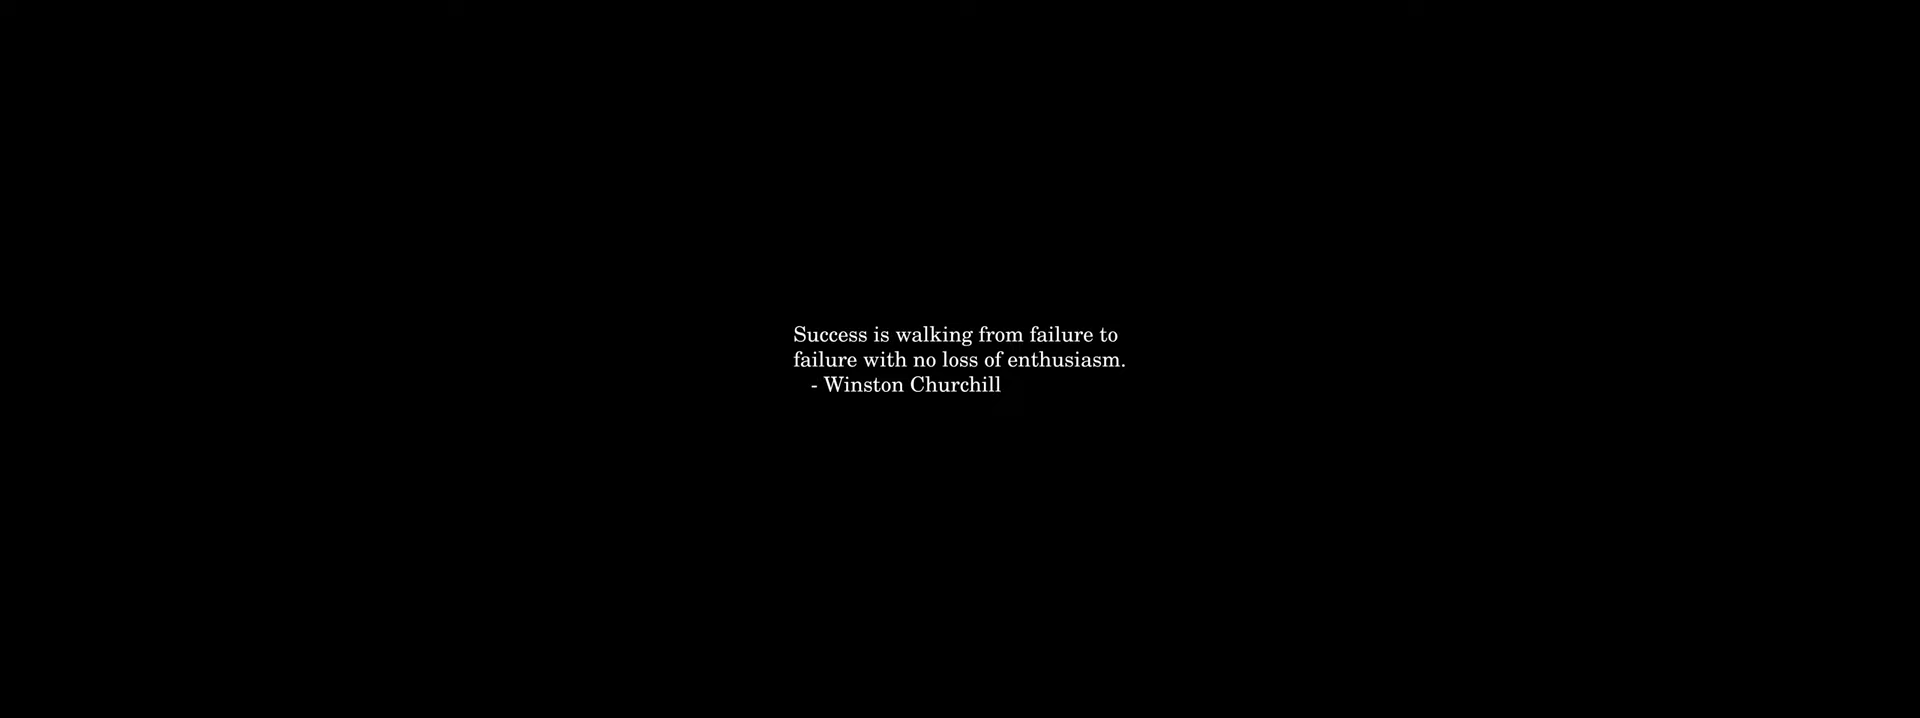 Success is walking from failure to
failure with no loss of enthusiasm.
- Winston Churchill